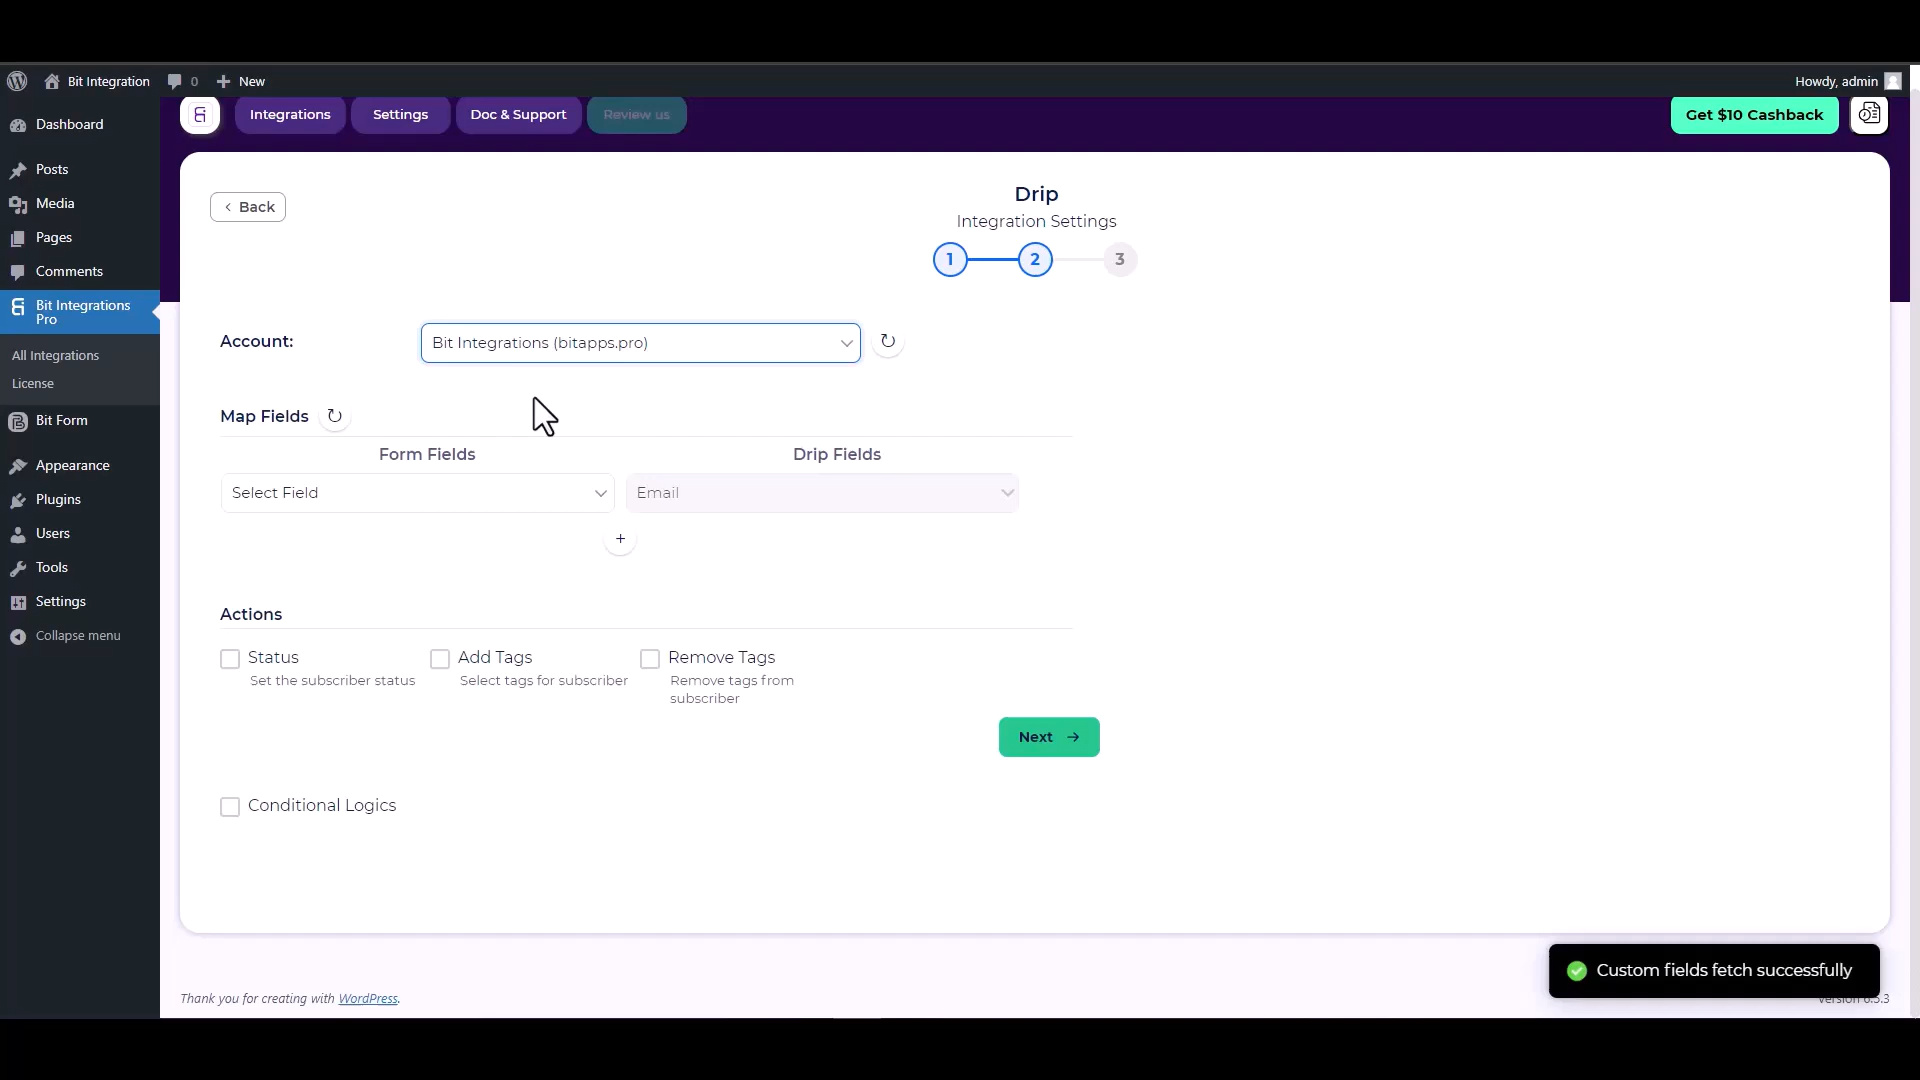 Bit Integration
0
New
Howdy, admin
Dashboard
Posts
Media
Pages
Comments
Bit Integrations
Pro
All Integrations
License
Bit Form
Appearance
Plugins
Users
Tools
Settings
Collapse menu
Integrations
Settings
Doc & Support
Review us
Get $10 Cashback
Back
Drip
Integration Settings
1
2
3
Account:
Bit Integrations (bitapps.pro)
Map Fields
Form Fields
Drip Fields
Select Field
Email
+
Actions
Status
Set the subscriber status
Add Tags
Select tags for subscriber
Remove Tags
Remove tags from
subscriber
Next
Conditional Logics
Custom fields fetch successfully
Thank you for creating with WordPress.
Version 6.5.3